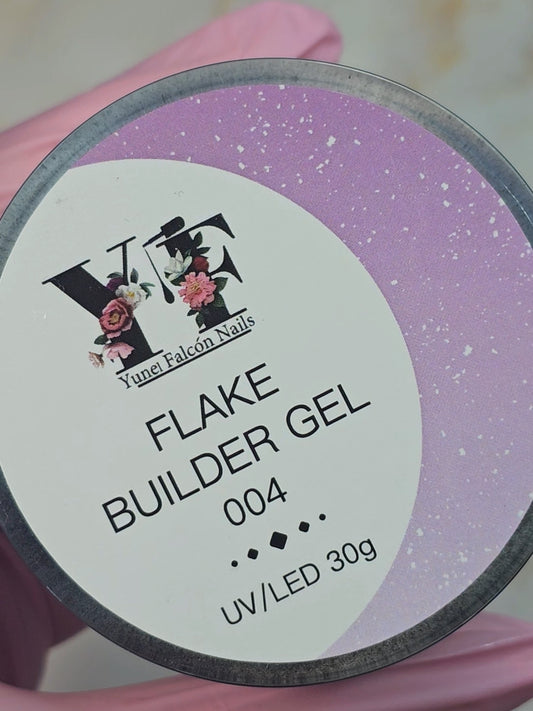 YF
Yunei Falcón Nails
FLAKE
BUILDER GEL
004
UV/LED 30g